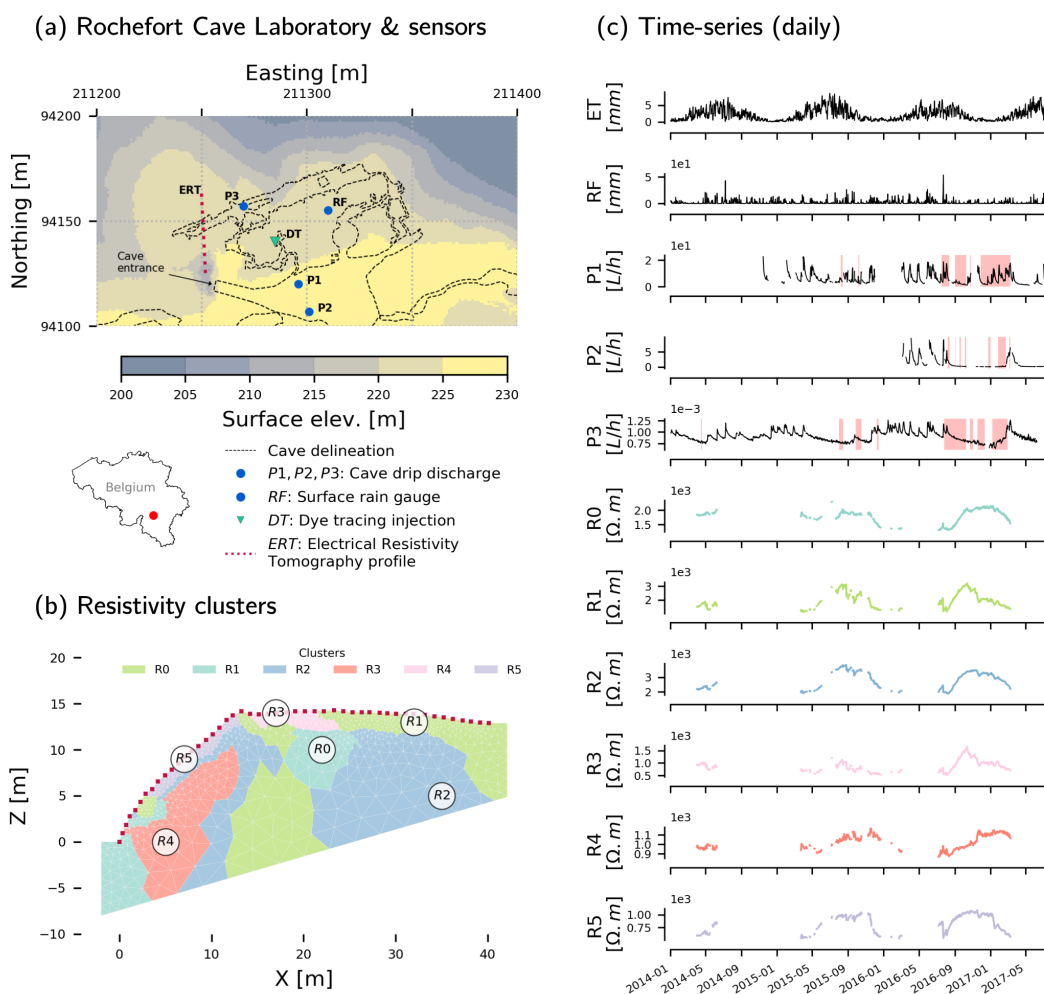 (a) Rochefort Cave Laboratory & sensors
Easting [m]
211200 211300 211400
94200
94150
94100
Northing [m]
ERT
P3
RF
DT
Cave
entrance
P1
P2
200 205 207 212 215 220 225 230
Surface elev. [m]
Belgium
Cave delineation
P1, P2, P3: Cave drip discharge
RF: Surface rain gauge
DT: Dye tracing injection
ERT: Electrical Resistivity
Tomography profile
(b) Resistivity clusters
Clusters
R0 R1 R2 R3 R4 R5
20
15
10
5
0
−5
−10
Z [m]
R3
R1
R0
R5
R2
R4
0 10 20 30 40
X [m]
(c) Time-series (daily)
ET
[mm]
5
0
RF
[mm]
1e1
5
0
P1
[L/h]
1e1
2
1
0
P2
[L/h]
5
0
P3
[L/h]
1e−3
1.25
1.00
0.75
R0
[Ω.m]
1e3
2.0
1.5
R1
[Ω.m]
1e3
3
2
R2
[Ω.m]
1e3
3
2
R3
[Ω.m]
1e3
1.5
1.0
0.5
R4
[Ω.m]
1e3
1.1
1.0
0.9
R5
[Ω.m]
1e3
1.00
0.75
2014-01 2014-05 2014-09 2015-01 2015-05 2015-09 2016-01 2016-05 2016-09 2017-01 2017-05